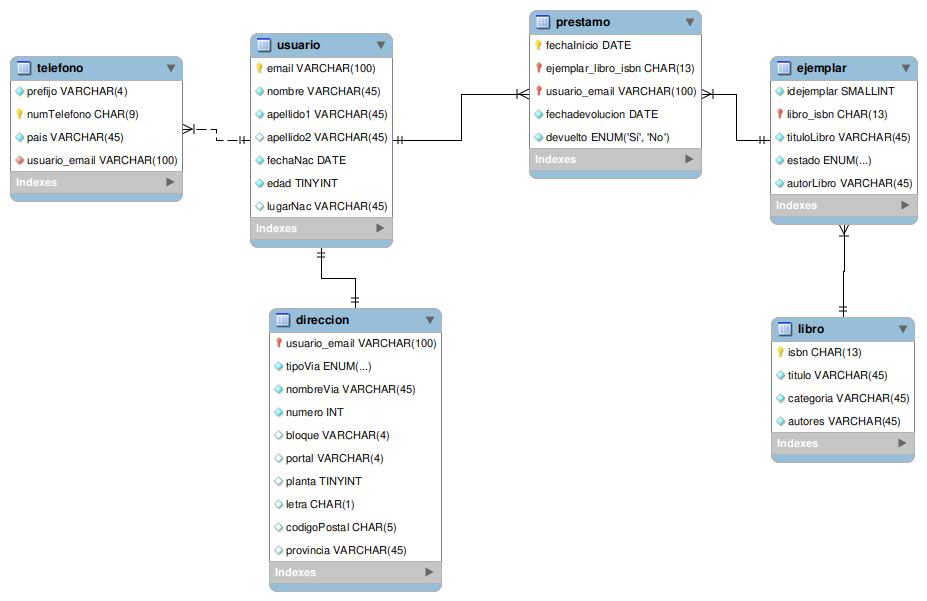 telefono
prefijo VARCHAR(4)
numTelefono CHAR(9)
pais VARCHAR(45)
usuario_email VARCHAR(100)
Indexes
usuario
email VARCHAR(100)
nombre VARCHAR(45)
apellido1 VARCHAR(45)
apellido2 VARCHAR(45)
fechaNac DATE
edad TINYINT
lugarNac VARCHAR(45)
Indexes
prestamo
fechaInicio DATE
ejemplar_libro_isbn CHAR(13)
usuario_email VARCHAR(100)
fechadevolucion DATE
devuelto ENUM('Sí', 'No')
Indexes
ejemplar
idejemplar SMALLINT
libro_isbn CHAR(13)
tituloLibro VARCHAR(45)
estado ENUM(...)
autorLibro VARCHAR(45)
Indexes
direccion
usuario_email VARCHAR(100)
tipoVia ENUM(...)
nombreVia VARCHAR(45)
numero INT
bloque VARCHAR(4)
portal VARCHAR(4)
planta TINYINT
letra CHAR(1)
codigoPostal CHAR(5)
provincia VARCHAR(45)
Indexes
libro
isbn CHAR(13)
titulo VARCHAR(45)
categoria VARCHAR(45)
autores VARCHAR(45)
Indexes